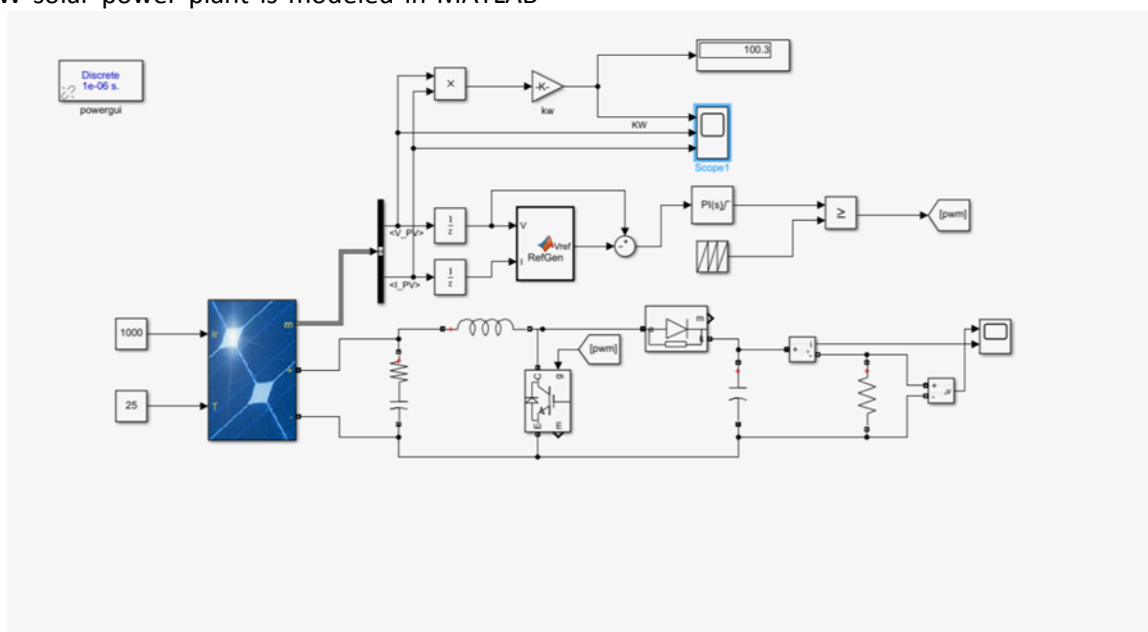 W solar power plant is modeled in MATLAB
100.3
Discrete
1e-06 s.
powergui
×
-K-
kw
KW
Scope1
<V_PV>
1
z
V
Vref
RefGen
I
PI(s)
≥
[pwm]
<I_PV>
1
z
1000
Ir
m
+
25
T
-
[pwm]
m
C
g
E
m
a
k
+
i
-
+
-
v